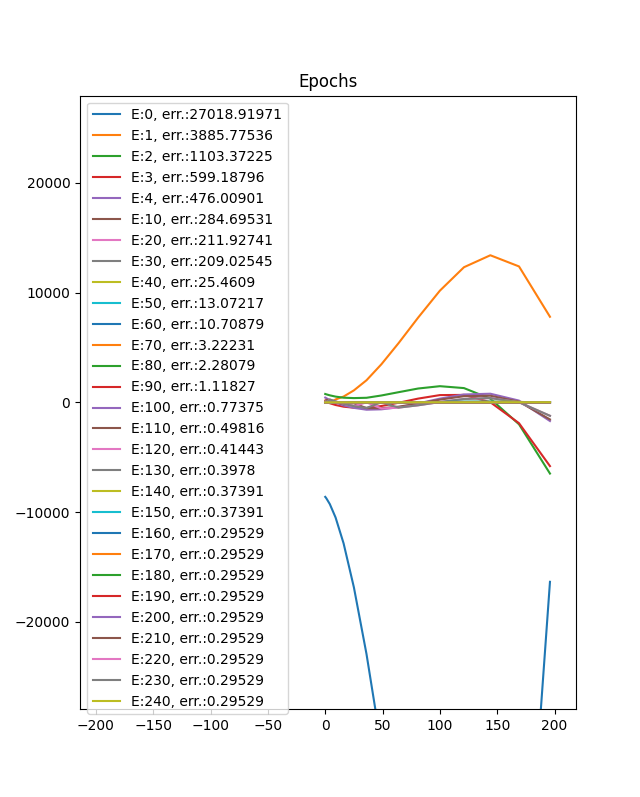 Epochs
E:0, err.:27018.91971
E:1, err.:3885.77536
E:2, err.:1103.37225
E:3, err.:599.18796
E:4, err.:476.00901
E:10, err.:284.69531
E:20, err.:211.92741
E:30, err.:209.02545
E:40, err.:25.4609
E:50, err.:13.07217
E:60, err.:10.70879
E:70, err.:3.22231
E:80, err.:2.28079
E:90, err.:1.11827
E:100, err.:0.77375
E:110, err.:0.49816
E:120, err.:0.41443
E:130, err.:0.3978
E:140, err.:0.37391
E:150, err.:0.37391
E:160, err.:0.29529
E:170, err.:0.29529
E:180, err.:0.29529
E:190, err.:0.29529
E:200, err.:0.29529
E:210, err.:0.29529
E:220, err.:0.29529
E:230, err.:0.29529
E:240, err.:0.29529
20000
10000
0
−10000
−20000
−200 −150 −100 −50 0 50 100 150 200